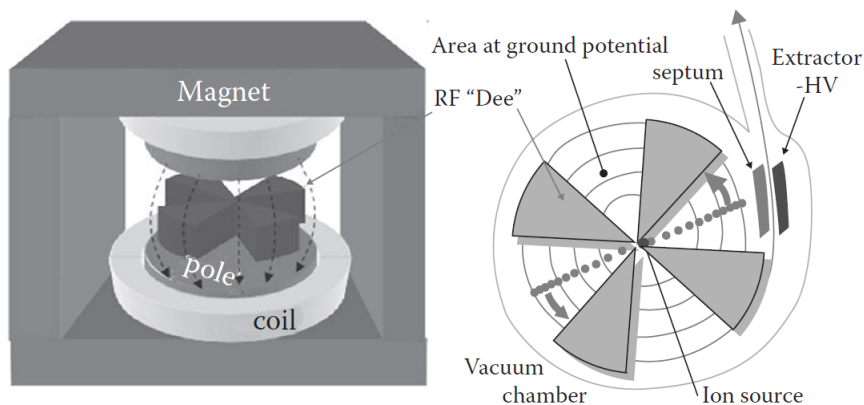 Magnet
pole
coil
Area at ground potential
RF “Dee”
septum
Extractor
-HV
Vacuum
chamber
Ion source